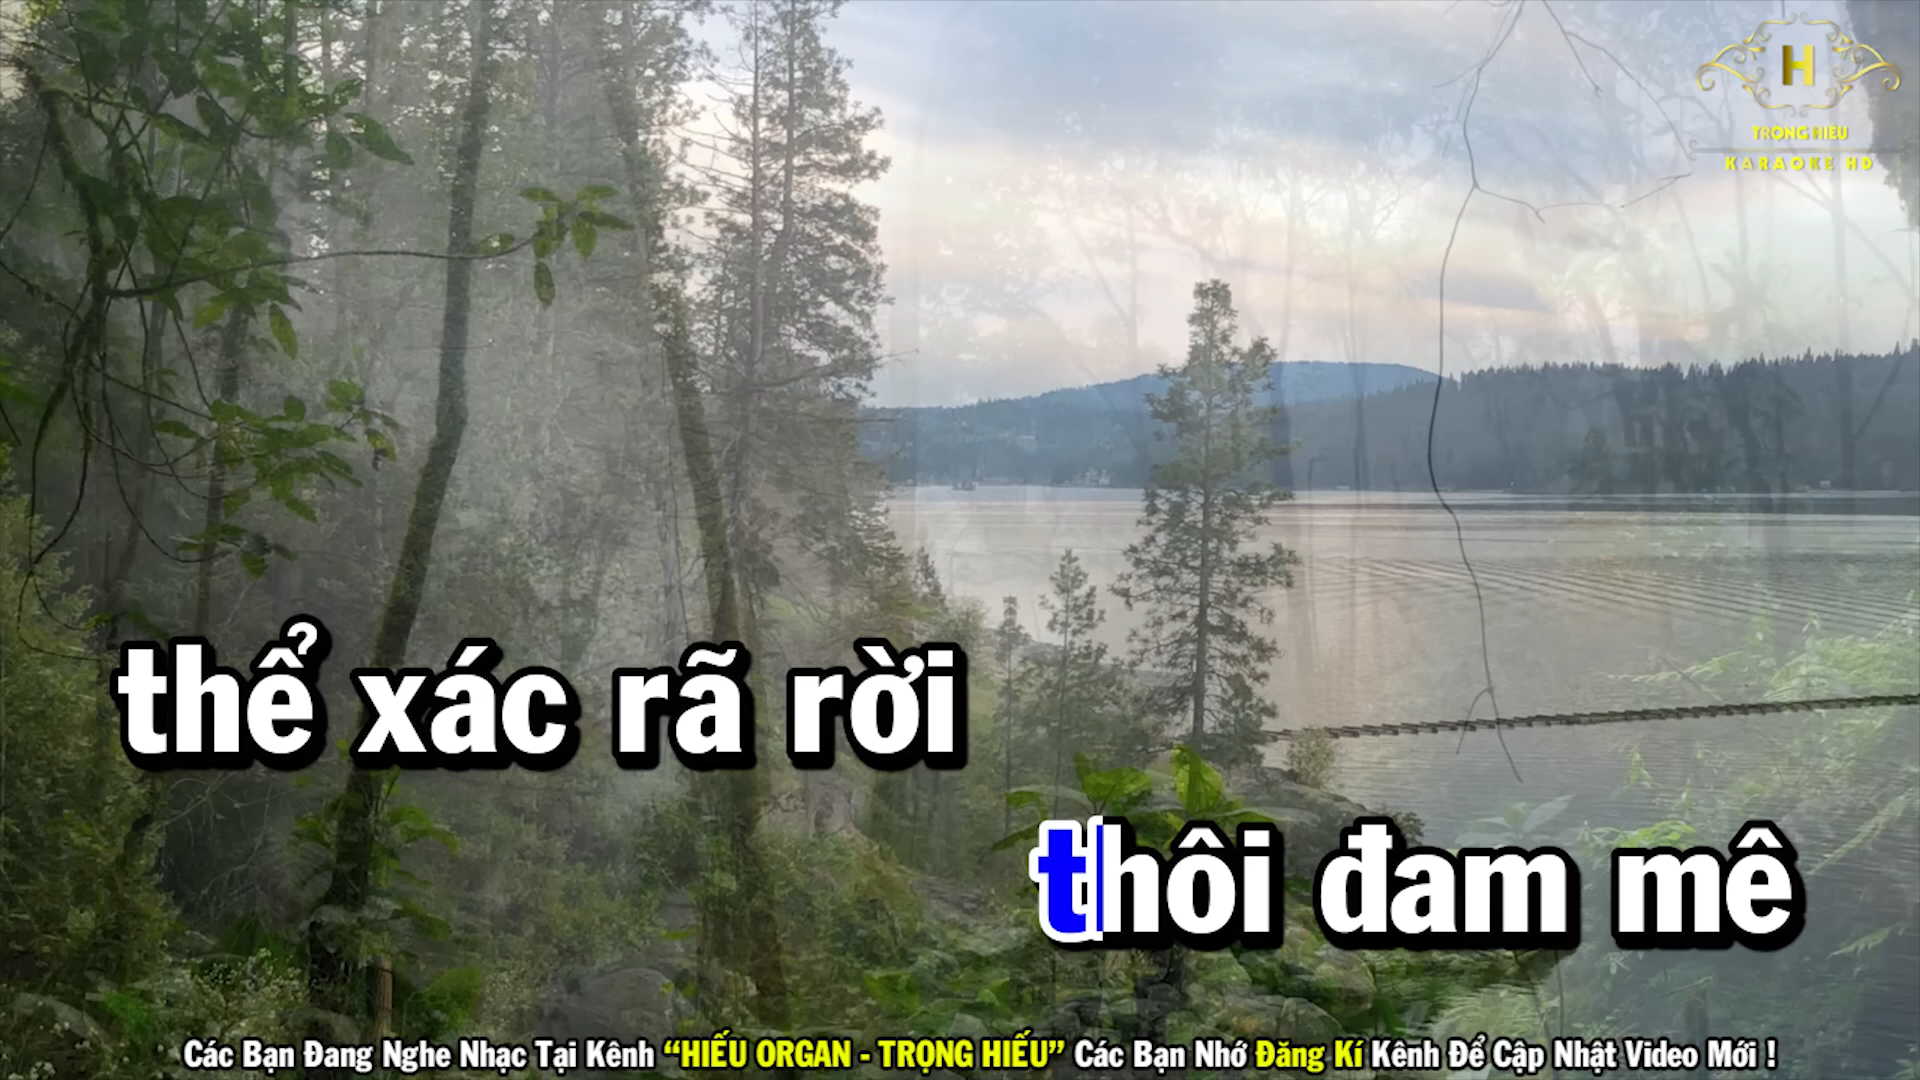 H
TRỌNG HIẾU
KARAOKE HD
thể xác rã rời
thôi đam mê
Các Bạn Đang Nghe Nhạc Tại Kênh “HIẾU ORGAN - TRỌNG HIẾU” Các Bạn Nhớ Đăng Kí Kênh Để Cập Nhật Video Mới !